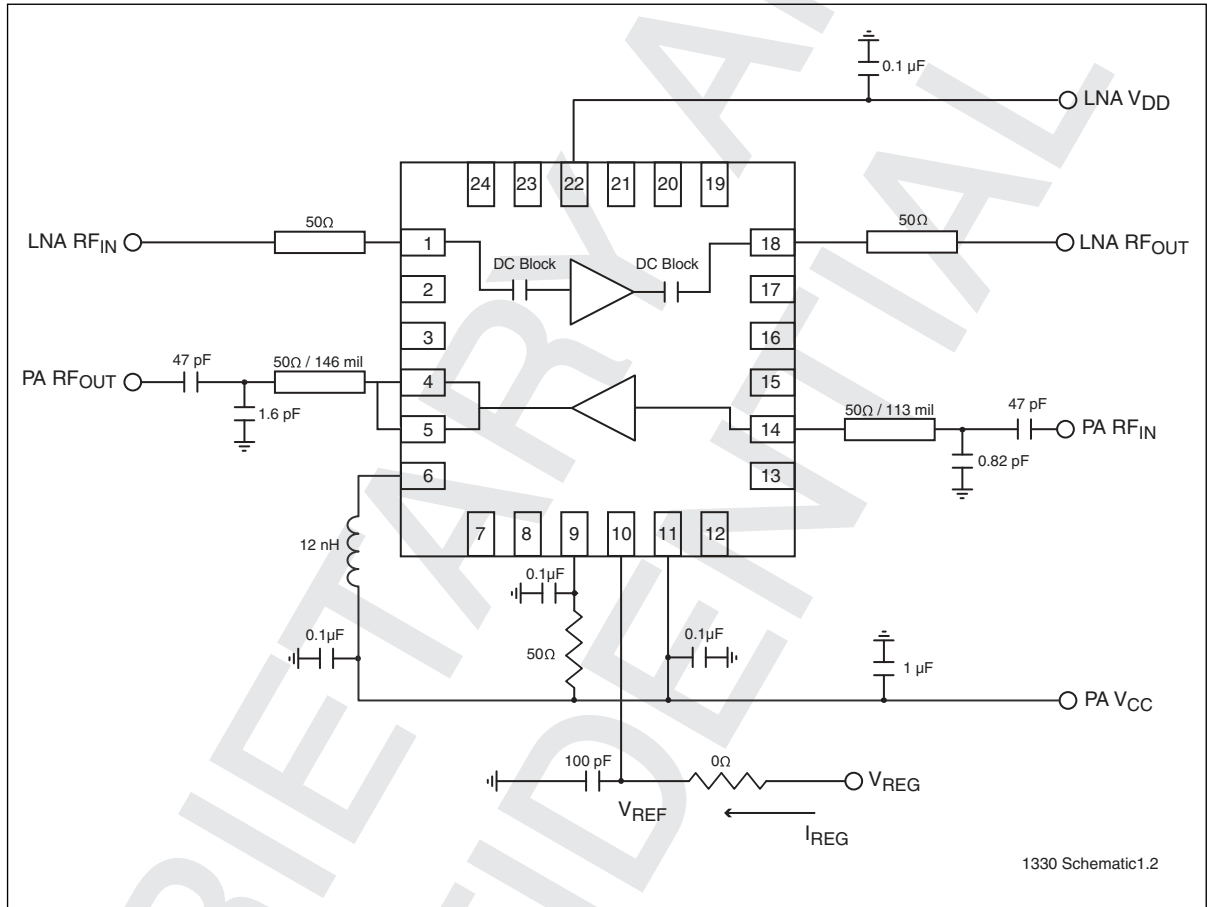 0.1 µF
LNA VDD
24 23 22 21 20 19
LNA RFIN
50Ω
1
DC Block
DC Block
18
50Ω
LNA RFOUT
2
17
3
16
PA RFOUT
47 pF
50Ω / 146 mil
4
15
1.6 pF
5
14
50Ω / 113 mil
47 pF
PA RFIN
0.82 pF
6
13
7 8 9 10 11 12
12 nH
0.1µF
0.1µF
50Ω
0.1µF
1 µF
PA VCC
100 pF
0Ω
VREG
VREF
IREG
1330 Schematic1.2
RIETARY A
FIDENTIAL